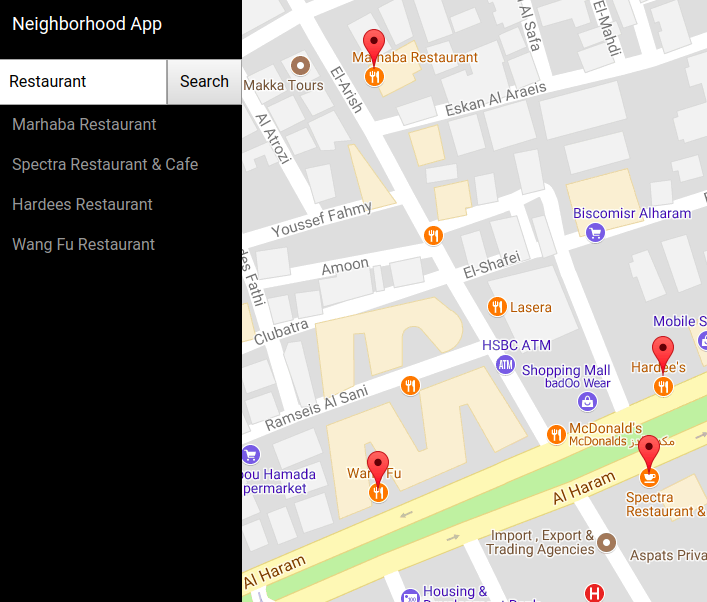 Neighborhood App
Restaurant
Search
Marhaba Restaurant
Spectra Restaurant & Cafe
Hardees Restaurant
Wang Fu Restaurant
Al Safa
El-Mahdi
Marhaba Restaurant
Makka Tours
El-Arish
Eskan Al Araeis
Al Atrozi
Youssef Fahmy
Biscomisr Alharam
des Fathi
Amoon
El-Shafei
Lasera
Clubatra
Mobile S
HSBC ATM
ATM
Hardee's
Shopping Mall
badOo Wear
Ramseis Al Sani
McDonald's
McDonalds
bou Hamada
permarket
Wang Fu
Al Haram
Spectra
Restaurant &
Import , Export &
Trading Agencies
Aspats Priva
Al Haram
Housing &
H